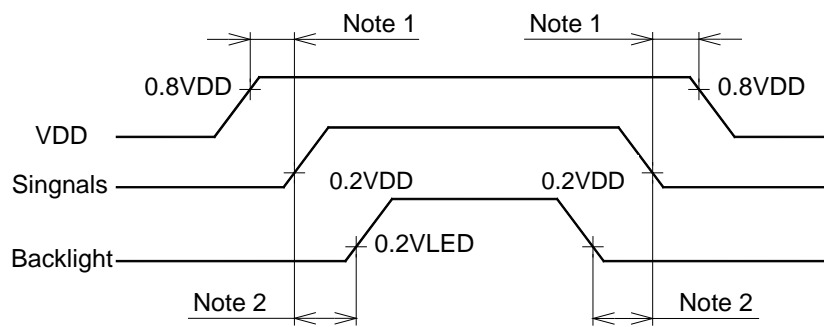 Note 1
Note 1
0.8VDD
0.8VDD
VDD
Singnals
0.2VDD
0.2VDD
0.2VLED
Backlight
Note 2
Note 2